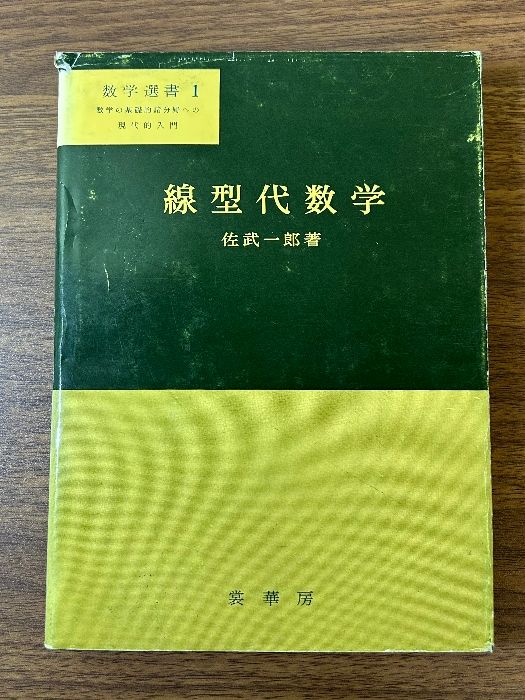 数学選書 1
数学の基礎的諸分野への
現代的入門
線型代数学
佐武一郎著
裳華房